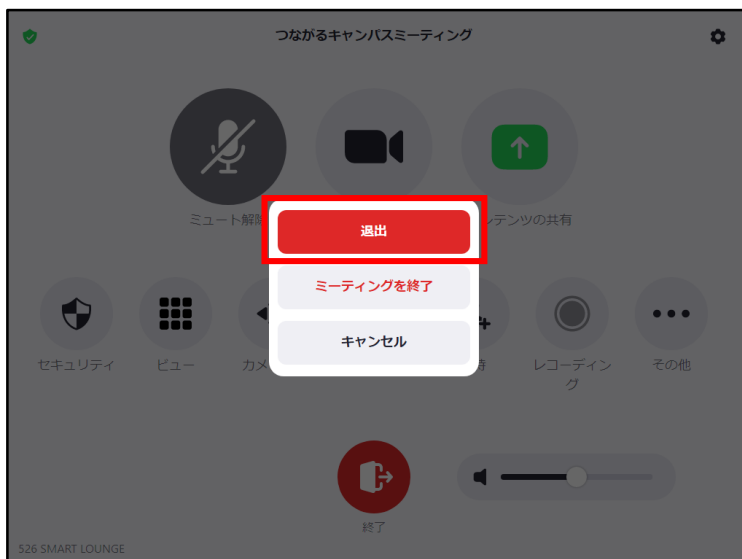 つながるキャンパスミーティング
ミュート解除
ンテンツの共有
退出
ミーティングを終了
キャンセル
セキュリティ
ビュー
カメ
待
レコーディン
グ
その他
終了
526 SMART LOUNGE